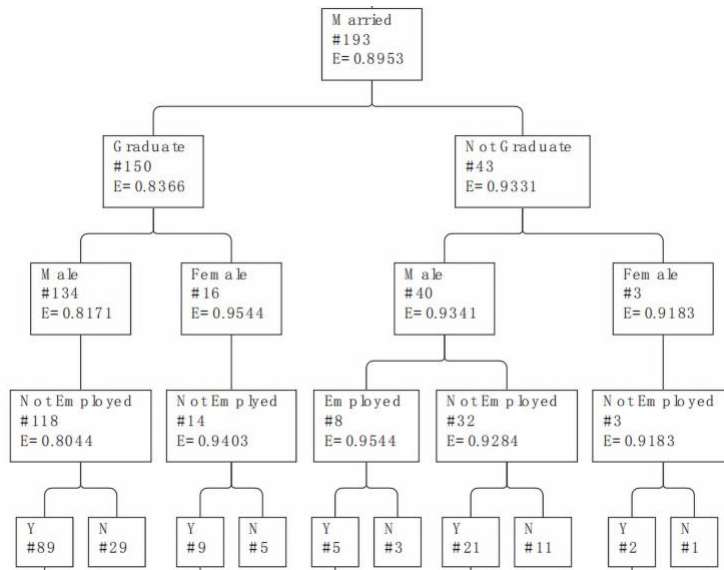 Married
#193
E=0.8953
Graduate
#150
E=0.8366
NotGraduate
#43
E=0.9331
Male
#134
E=0.8171
Female
#16
E=0.9544
Male
#40
E=0.9341
Female
#3
E=0.9183
NotEmployed
#118
E=0.8044
NotEmplyed
#14
E=0.9403
Employed
#8
E=0.9544
NotEmployed
#32
E=0.9284
NotEmployed
#3
E=0.9183
Y
#89
N
#29
Y
#9
N
#5
Y
#5
N
#3
Y
#21
N
#11
Y
#2
N
#1